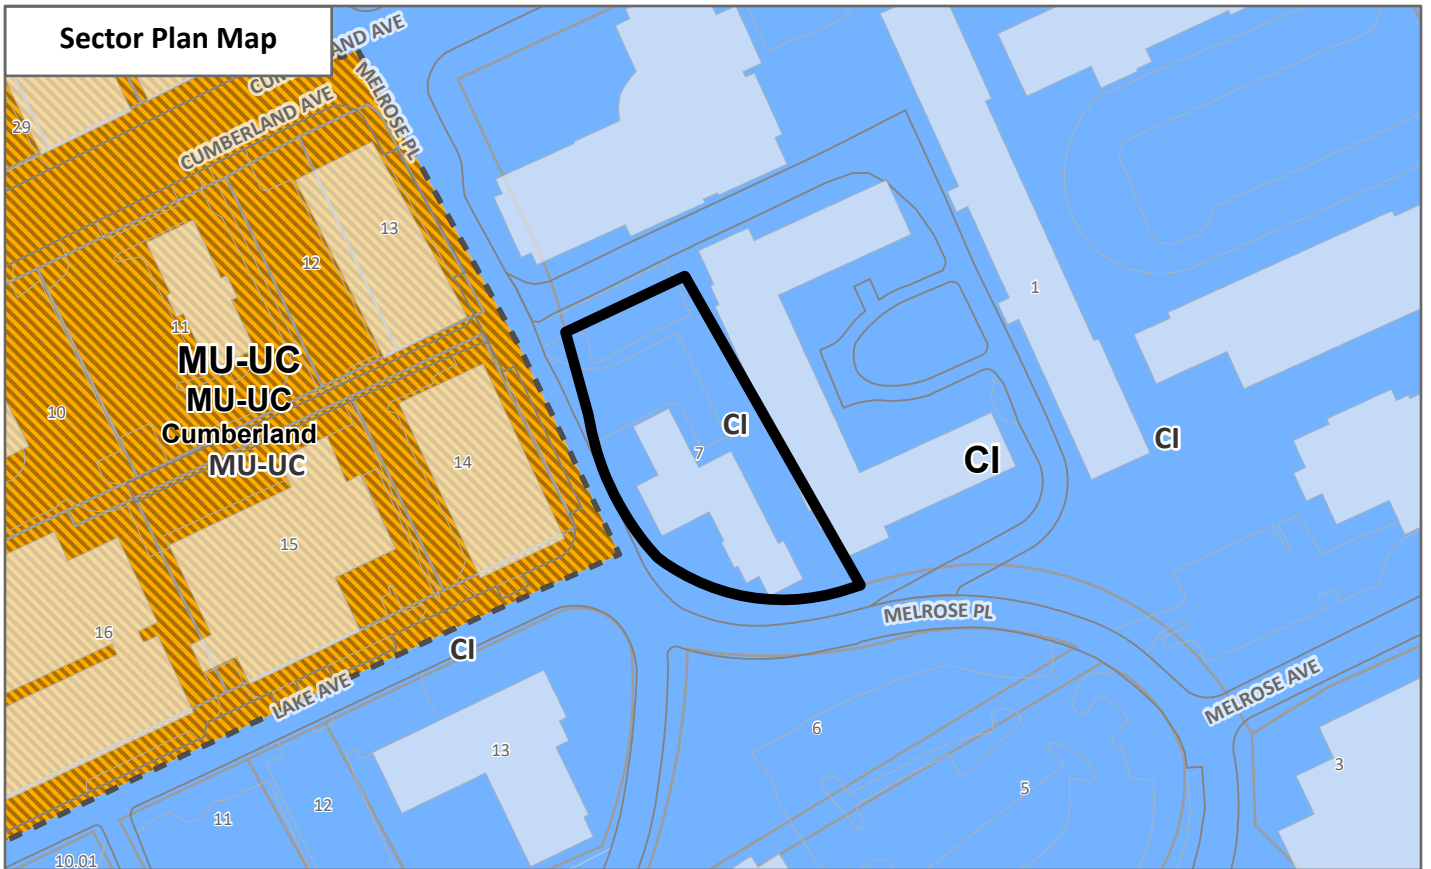 Sector Plan Map
CUMBERLAND AVE
CUMBERLAND AVE
MELROSE PL
29
13
12
11
10
MU-UC
MU-UC
Cumberland
MU-UC
14
15
16
LAKE AVE
1
CI
7
CI
CI
CI
MELROSE PL
MELROSE AVE
13
12
11
10.01
6
5
3